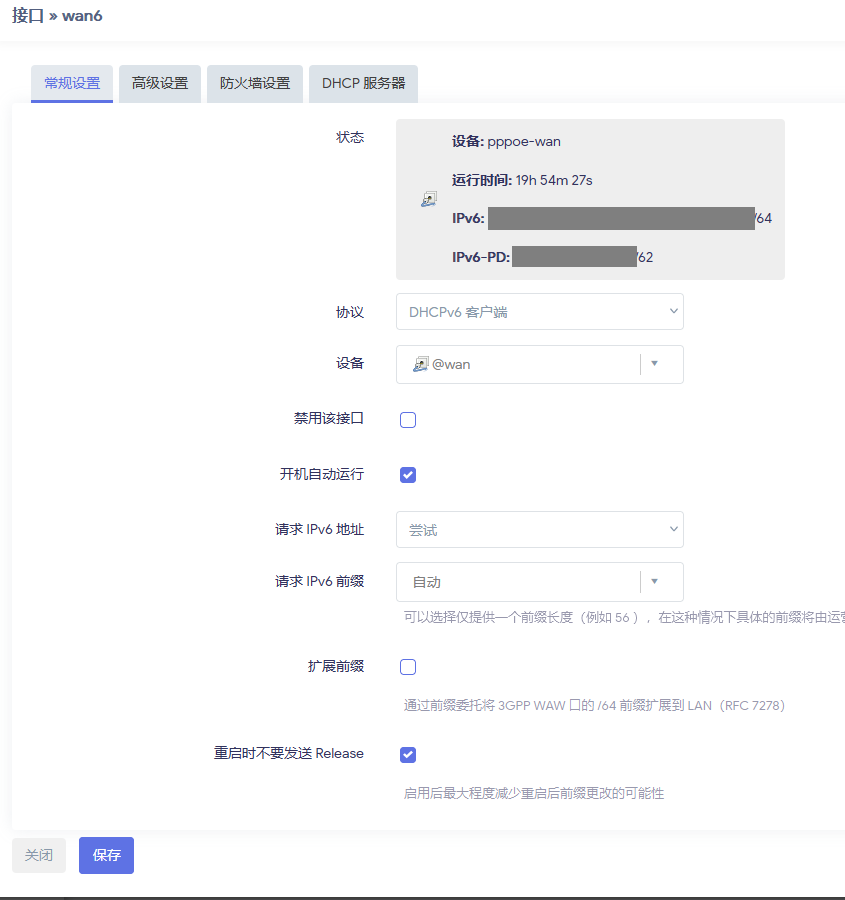 接口 » wan6
常规设置 高级设置 防火墙设置 DHCP 服务器
状态
设备: pppoe-wan
运行时间: 19h 54m 27s
IPv6: /64
IPv6-PD: /62
协议 DHCPv6 客户端
设备 @wan
禁用该接口
开机自动运行
请求 IPv6 地址 尝试
请求 IPv6 前缀 自动
可以选择仅提供一个前缀长度（例如 56 ），在这种情况下具体的前缀将由运
扩展前缀
通过前缀委托将 3GPP WAW 口的 /64 前缀扩展到 LAN（RFC 7278）
重启时不要发送 Release
启用后最大程度减少重启后前缀更改的可能性
关闭 保存